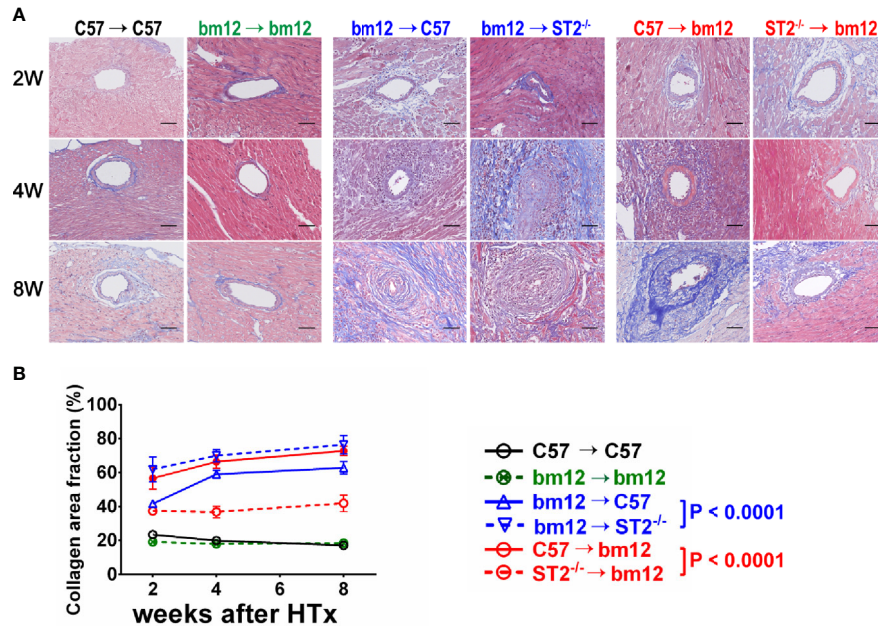 A
C57 → C57 bm12 → bm12 bm12 → C57 bm12 → ST2-/- C57 → bm12 ST2-/- → bm12
2W
4W
8W
B
Collagen area fraction (%)
100
80
60
40
20
0
2 4 6 8
weeks after HTx
C57 → C57
bm12 → bm12
bm12 → C57
bm12 → ST2-/-
P < 0.0001
C57 → bm12
ST2-/- → bm12
P < 0.0001